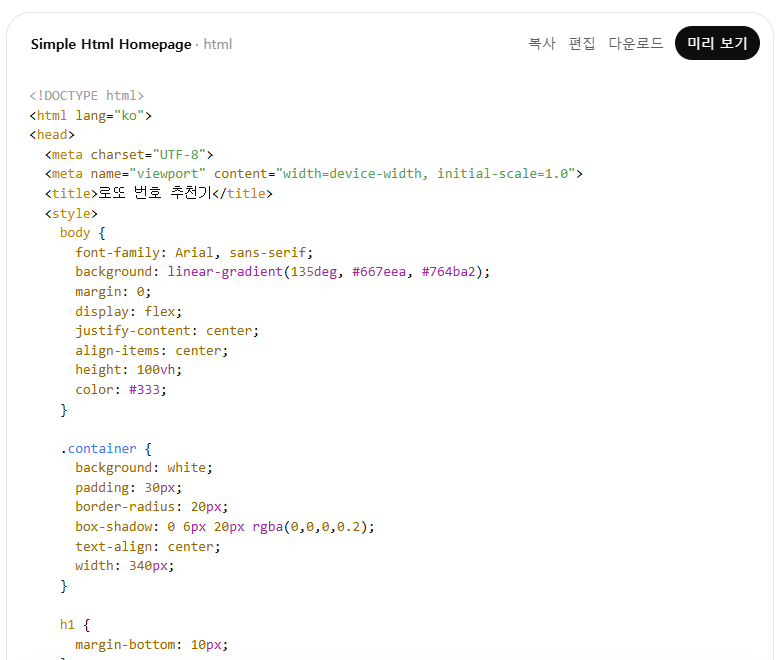 Simple Html Homepage · html 복사 편집 다운로드 미리 보기
<!DOCTYPE html>
<html lang="ko">
<head>
  <meta charset="UTF-8">
  <meta name="viewport" content="width=device-width, initial-scale=1.0">
  <title>로또 번호 추천기</title>
  <style>
    body {
      font-family: Arial, sans-serif;
      background: linear-gradient(135deg, #667eea, #764ba2);
      margin: 0;
      display: flex;
      justify-content: center;
      align-items: center;
      height: 100vh;
      color: #333;
    }

    .container {
      background: white;
      padding: 30px;
      border-radius: 20px;
      box-shadow: 0 6px 20px rgba(0,0,0,0.2);
      text-align: center;
      width: 340px;
    }

    h1 {
      margin-bottom: 10px;